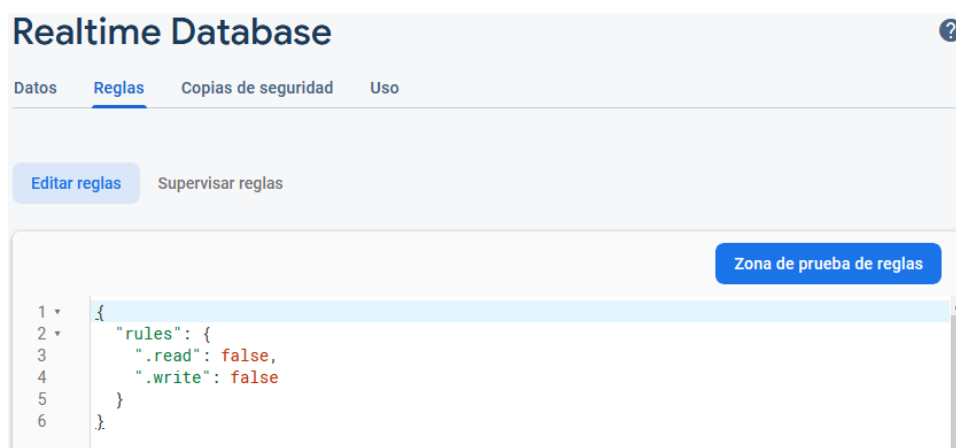 Realtime Database
?
Datos Reglas Copias de seguridad Uso
Editar reglas Supervisar reglas
Zona de prueba de reglas
1 {
2 "rules": {
3 ".read": false,
4 ".write": false
5 }
6 }